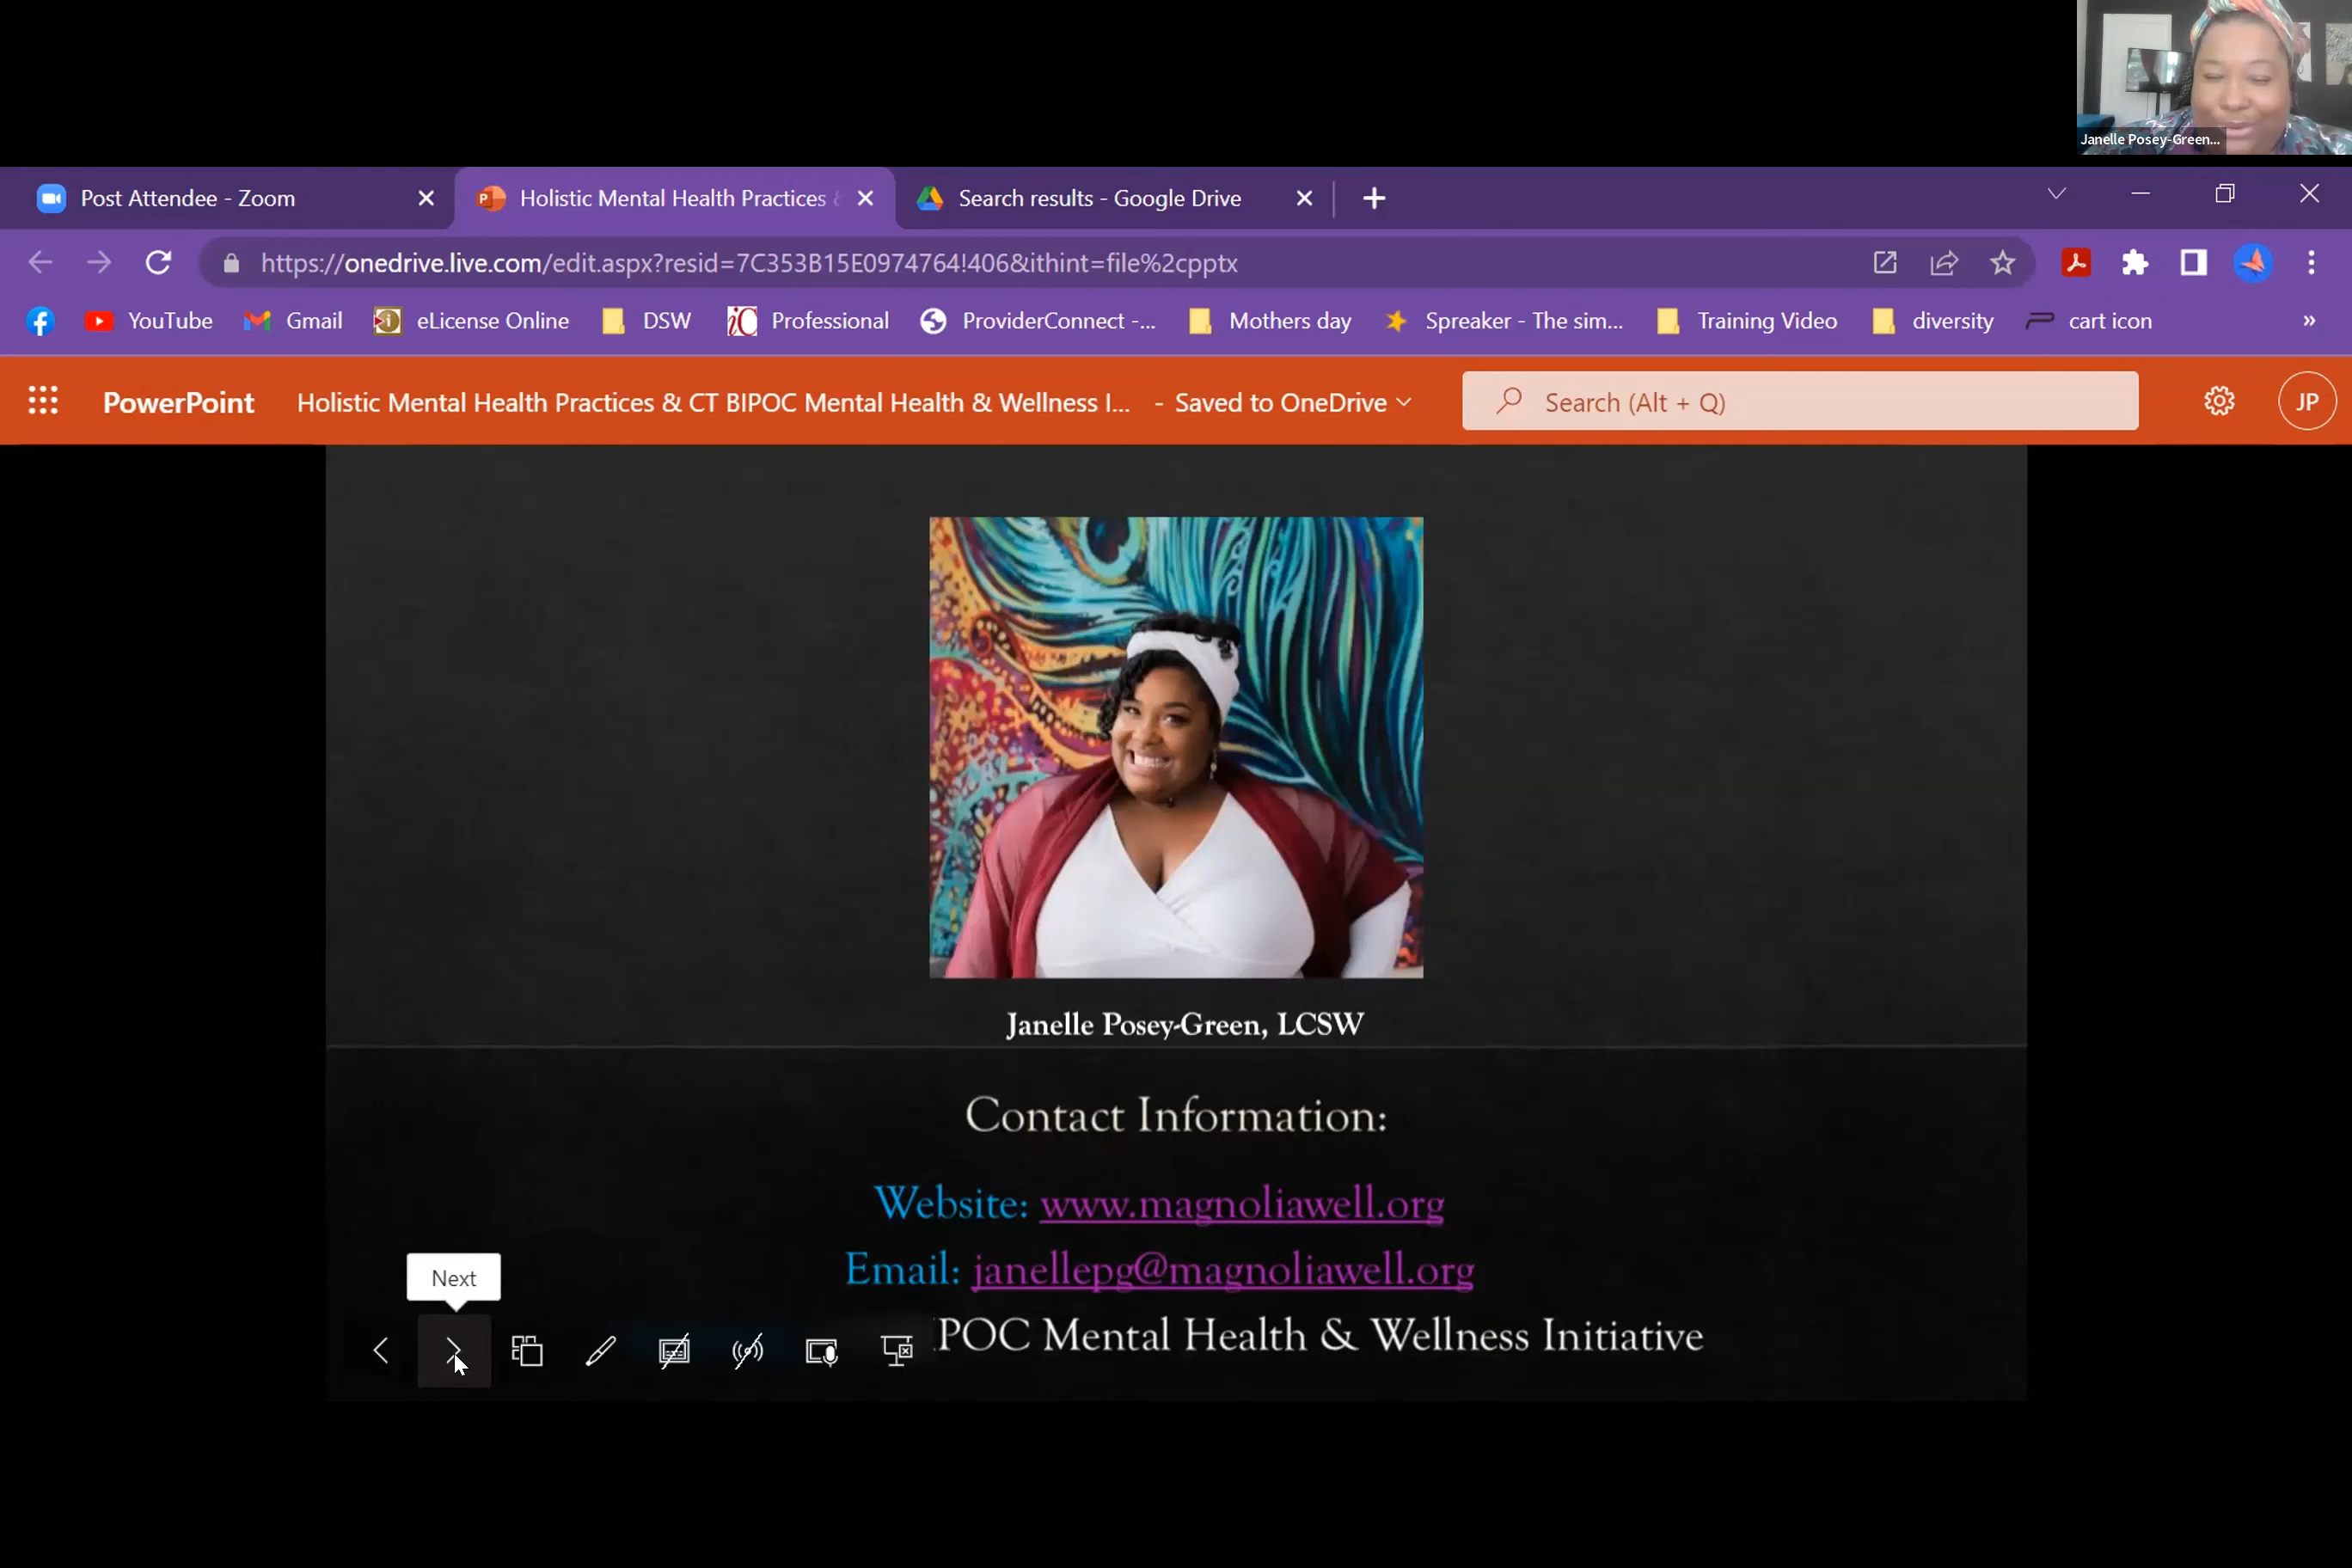 Janelle Posey-Green...
Post Attendee - Zoom
Holistic Mental Health Practices &
Search results - Google Drive
https://onedrive.live.com/edit.aspx?resid=7C353B15E0974764!406&ithint=file%2cpptx
YouTube
Gmail
eLicense Online
DSW
iC
Professional
ProviderConnect -...
Mothers day
Spreaker - The sim...
Training Video
diversity
cart icon
»
PowerPoint
Holistic Mental Health Practices & CT BIPOC Mental Health & Wellness I... - Saved to OneDrive
Search (Alt + Q)
JP
Janelle Posey-Green, LCSW
Contact Information:
Website: www.magnoliawell.org
Email: janellepg@magnoliawell.org
Next
IPOC Mental Health & Wellness Initiative